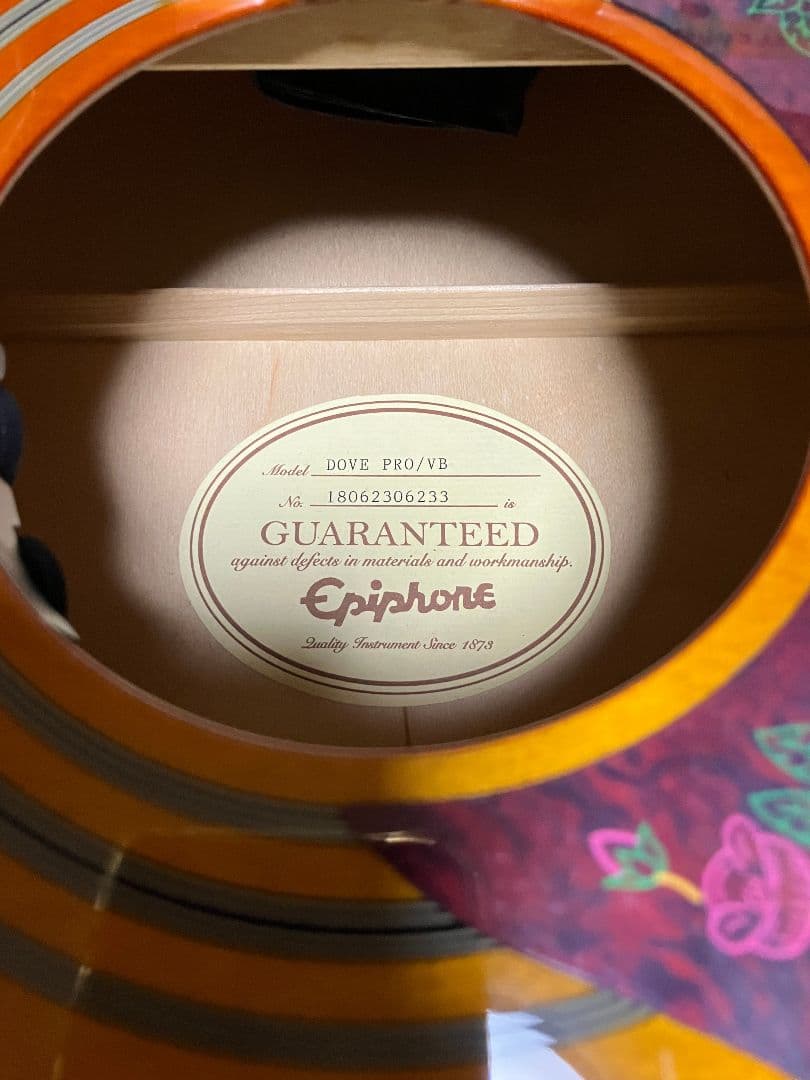 Model DOVE PRO/VB
No. 18062306233 is
GUARANTEED
against defects in materials and workmanship.
Epiphone
Quality Instrument Since 1873